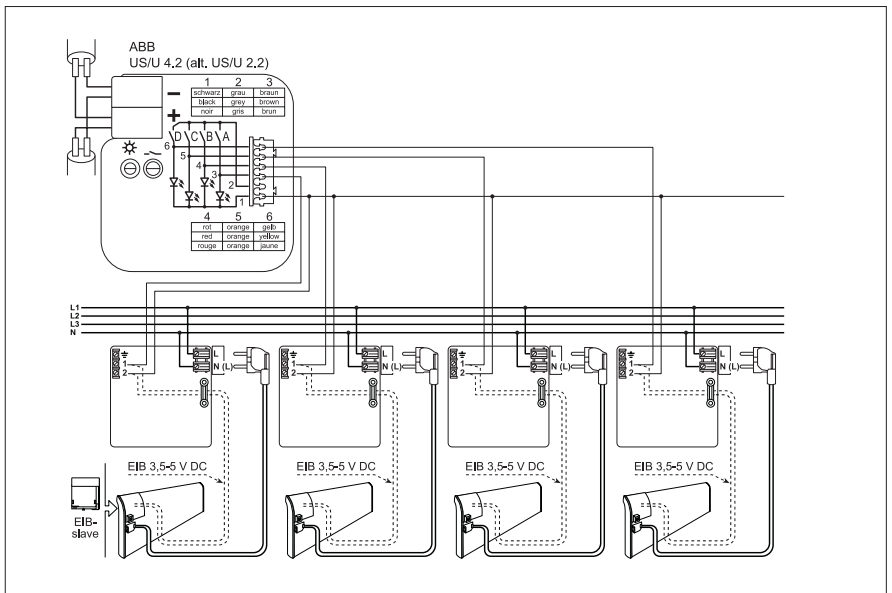 ABB
US/U 4.2 (alt. US/U 2.2)
−
+
1 2 3
schwarz grau braun
black grey brown
noir gris brun
D C B A
6
5
4
3
2
1
4 5 6
rot orange gelb
red orange yellow
rouge orange jaune
L1
L2
L3
N
1 L
2 N (L)
1 L
2 N (L)
1 L
2 N (L)
1 L
2 N (L)
EIB 3,5-5 V DC
EIB 3,5-5 V DC
EIB 3,5-5 V DC
EIB 3,5-5 V DC
EIB-
slave